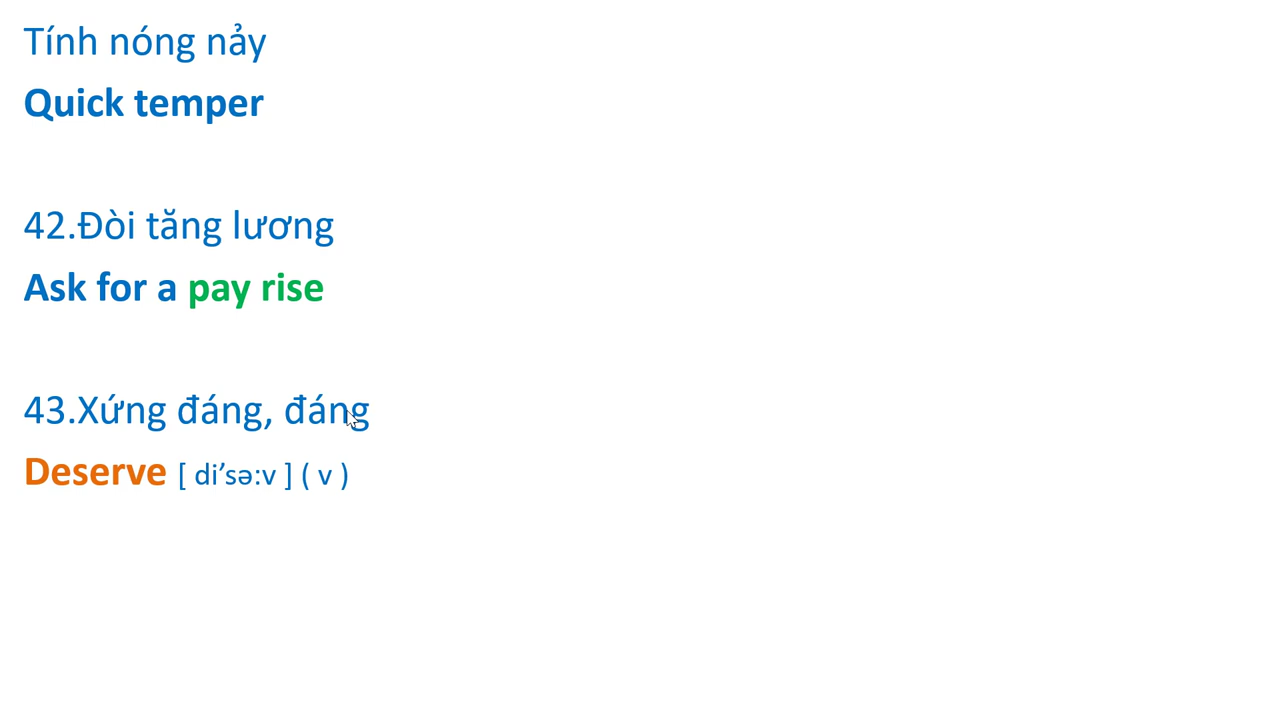 Tính nóng nảy
Quick temper
42.Đòi tăng lương
Ask for a pay rise
43.Xứng đáng, đáng
Deserve [ di’sə:v ] ( v )